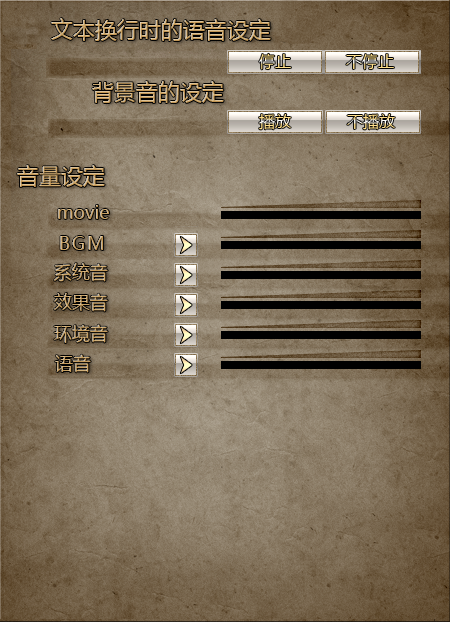 文本换行时的语音设定
停止 不停止
背景音的设定
播放 不播放
音量设定
movie
BGM
系统音
效果音
环境音
语音